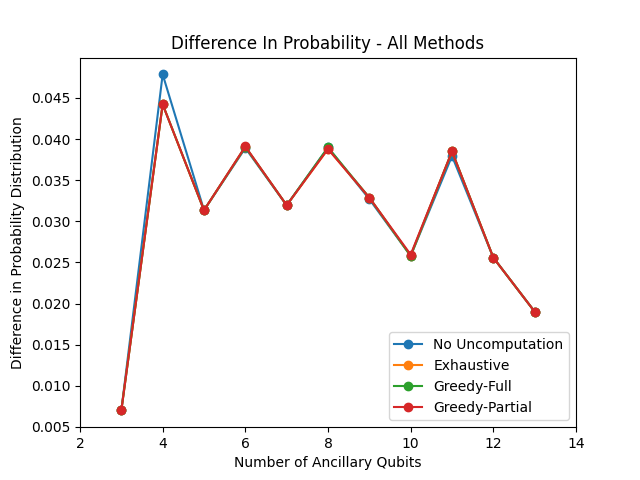 Difference In Probability - All Methods
Difference in Probability Distribution
0.045
0.040
0.035
0.030
0.025
0.020
0.015
0.010
0.005
No Uncomputation
Exhaustive
Greedy-Full
Greedy-Partial
2 4 6 8 10 12 14
Number of Ancillary Qubits